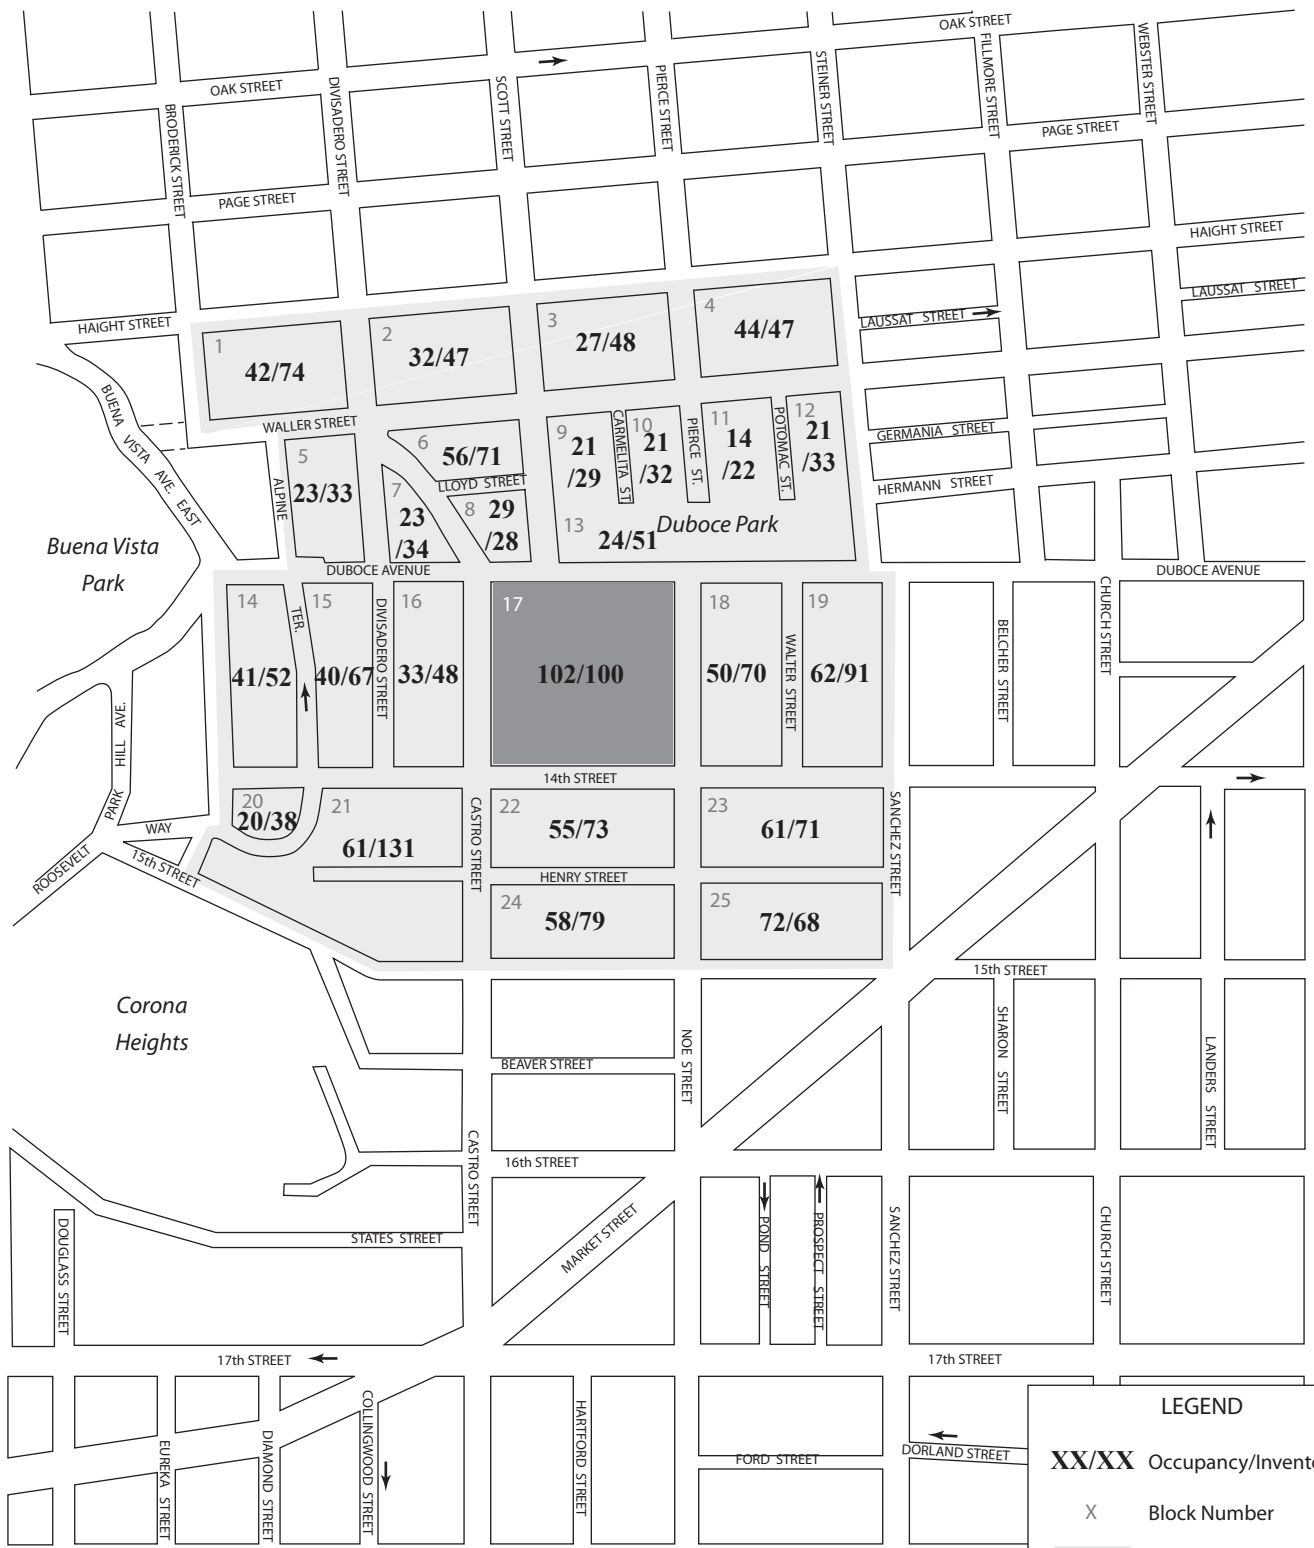 OAK STREET
OAK STREET
BRODERICK STREET
DIVISADERO STREET
SCOTT STREET
PIERCE STREET
STEINER STREET
FILLMORE STREET
WEBSTER STREET
PAGE STREET
PAGE STREET
HAIGHT STREET
HAIGHT STREET
LAUSSAT STREET
LAUSSAT STREET
1
42/74
2
32/47
3
27/48
4
44/47
BUENA VISTA AVE. EAST
WALLER STREET
ALPINE
TER.
5
23/33
6
56/71
LLOYD STREET
7
23
/34
8
29
/28
9
21
/29
CARMELITA ST
10
21
/32
PIERCE ST.
11
14
/22
POTOMAC ST.
12
21
/33
GERMANIA STREET
HERMANN STREET
13
24/51
Duboce Park
Buena Vista
Park
DUBOCE AVENUE
DUBOCE AVENUE
14
41/52
15
40/67
DIVISADERO STREET
16
33/48
17
102/100
18
50/70
WALTER STREET
19
62/91
BELCHER STREET
CHURCH STREET
PARK HILL AVE.
14th STREET
20
20/38
21
61/131
CASTRO STREET
22
55/73
23
61/71
SANCHEZ STREET
WAY
ROOSEVELT
15th STREET
HENRY STREET
24
58/79
25
72/68
15th STREET
Corona
Heights
NOE STREET
SHARON STREET
LANDERS STREET
BEAVER STREET
CASTRO STREET
16th STREET
STATES STREET
MARKET STREET
DOUGLASS STREET
POND STREET
PROSPECT STREET
SANCHEZ STREET
CHURCH STREET
17th STREET
17th STREET
EUREKA STREET
DIAMOND STREET
COLLINGWOOD STREET
HARTFORD STREET
FORD STREET
DORLAND STREET
LEGEND
XX/XX Occupancy/Invent
X Block Number